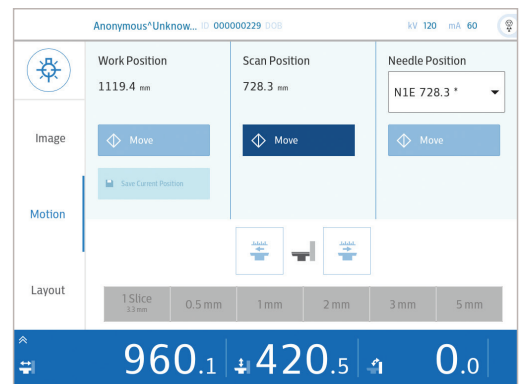 Anonymous^Unknow... ID 000000229 DOB kV 120 mA 60
Work Position
1119.4 mm
Move
Save Current Position
Scan Position
728.3 mm
Move
Needle Position
N1E 728.3 *
Move
Image
Motion
Layout
1 Slice
3.3 mm
0.5 mm
1 mm
2 mm
3 mm
5 mm
960.1
420.5
0.0